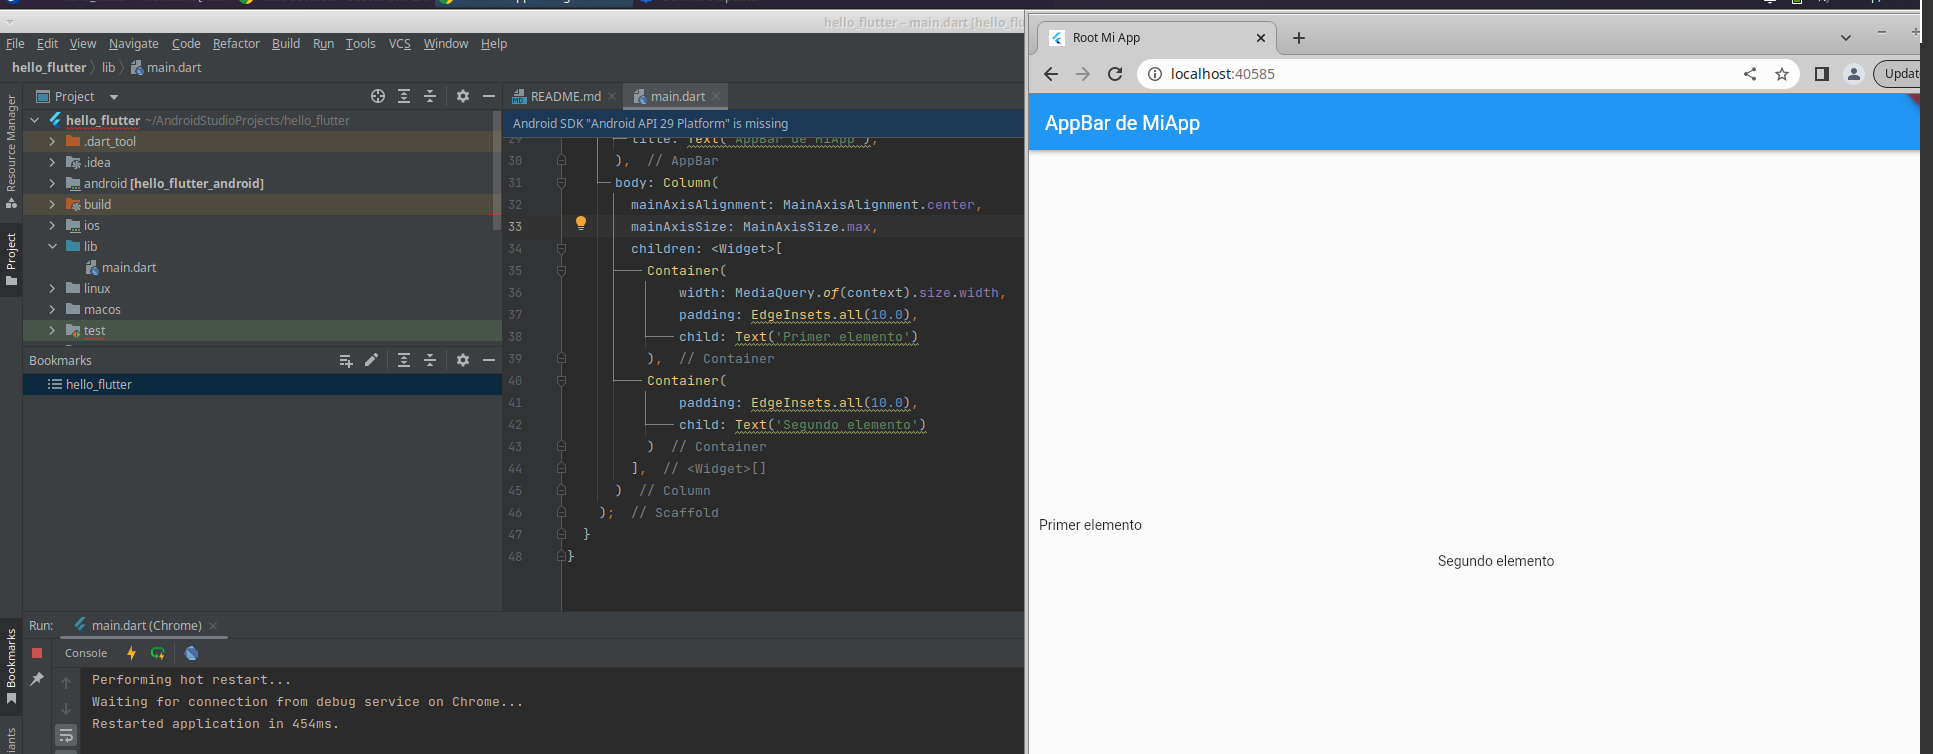 hello_flutter – main.dart [hello_flu
File Edit View Navigate Code Refactor Build Run Tools VCS Window Help
hello_flutter lib main.dart
Project
README.md main.dart
Android SDK "Android API 29 Platform" is missing
Resource Manager
Project
Bookmarks
hello_flutter ~/AndroidStudioProjects/hello_flutter
.dart_tool
.idea
android [hello_flutter_android]
build
ios
lib
main.dart
linux
macos
test
Bookmarks
hello_flutter
29 title: Text('AppBar de MiApp'),
30 ), // AppBar
31 body: Column(
32 mainAxisAlignment: MainAxisAlignment.center,
33 mainAxisSize: MainAxisSize.max,
34 children: <Widget>[
35 Container(
36 width: MediaQuery.of(context).size.width,
37 padding: EdgeInsets.all(10.0),
38 child: Text('Primer elemento')
39 ), // Container
40 Container(
41 padding: EdgeInsets.all(10.0),
42 child: Text('Segundo elemento')
43 ) // Container
44 ], // <Widget>[]
45 ) // Column
46 ); // Scaffold
47 }
48 }
Run: main.dart (Chrome)
Console
Performing hot restart...
Waiting for connection from debug service on Chrome...
Restarted application in 454ms.
Root Mi App
localhost:40585
Updat
AppBar de MiApp
Primer elemento
Segundo elemento